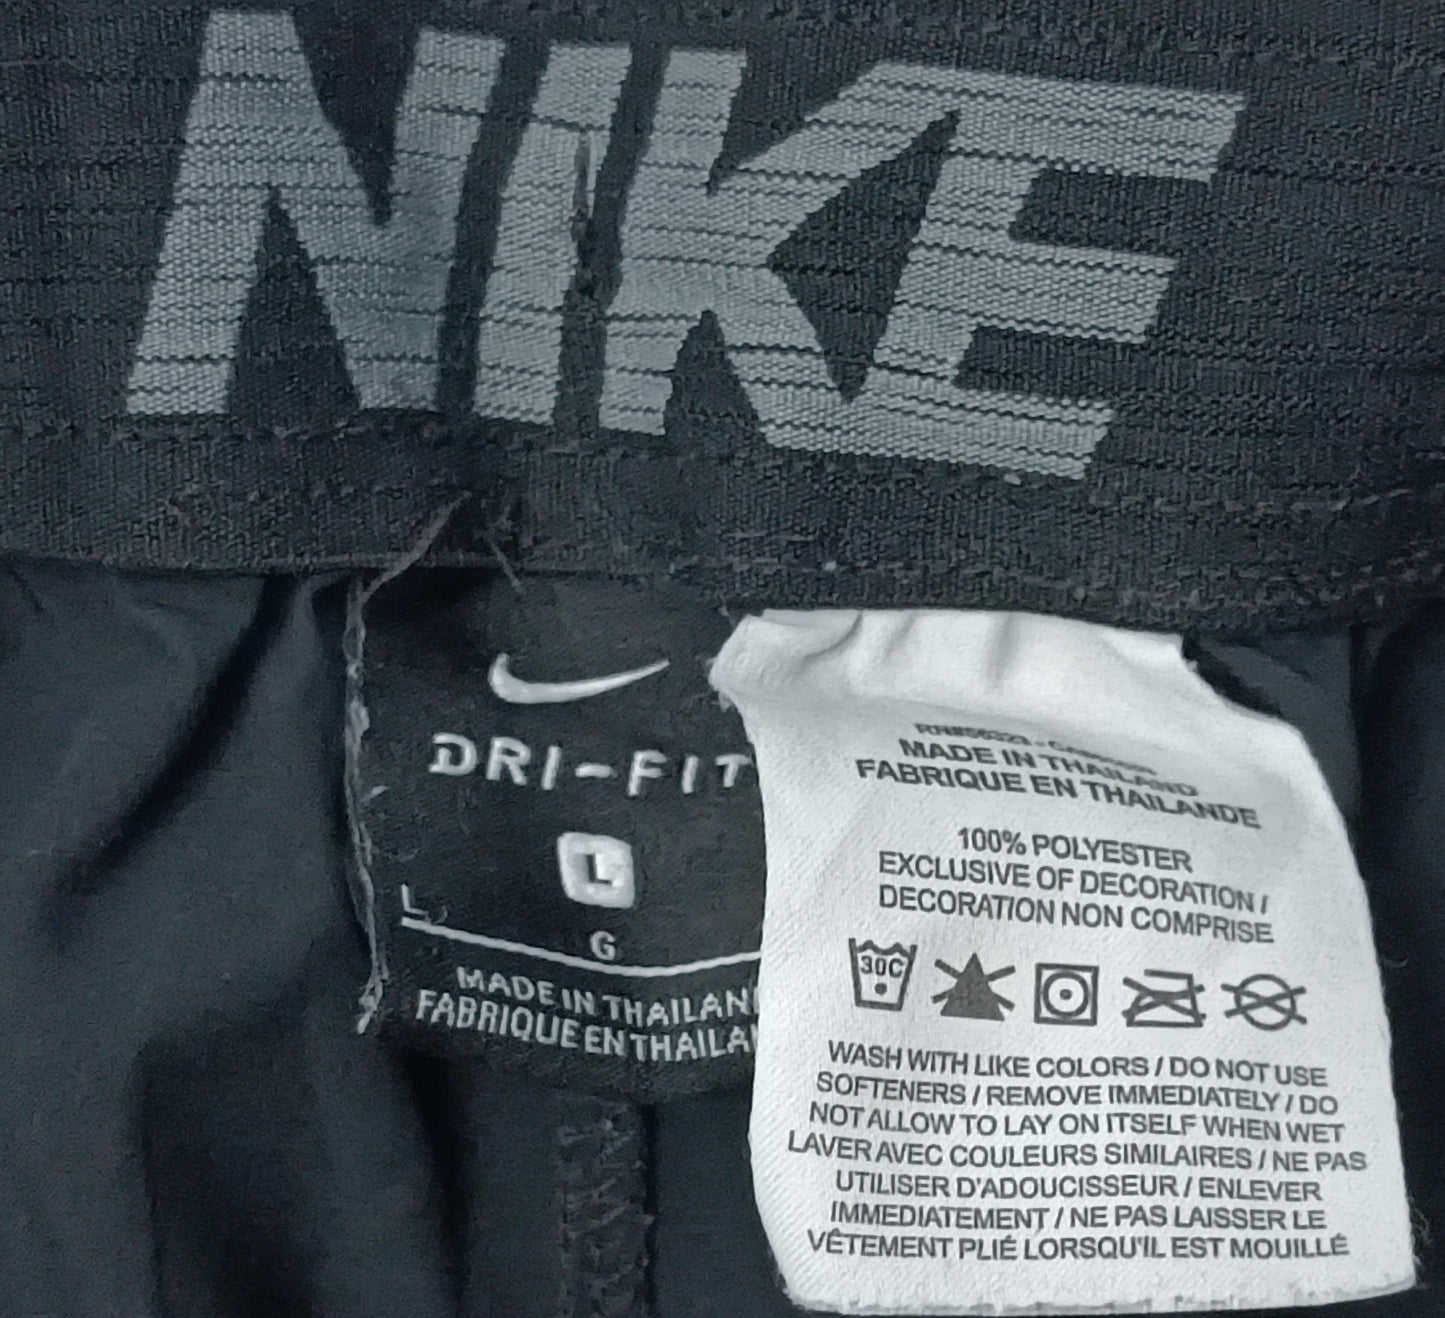 NIKE
DRI-FIT
L
L
G
MADE IN THAILAN
FABRIQUE EN THAILA
MADE IN THAILAND
FABRIQUE EN THAILANDE
100% POLYESTER
EXCLUSIVE OF DECORATION /
DECORATION NON COMPRISE
30C
WASH WITH LIKE COLORS / DO NOT USE
SOFTENERS / REMOVE IMMEDIATELY / DO
NOT ALLOW TO LAY ON ITSELF WHEN WET
LAVER AVEC COULEURS SIMILAIRES / NE PAS
UTILISER D'ADOUCISSEUR / ENLEVER
IMMEDIATEMENT / NE PAS LAISSER LE
VÊTEMENT PLIÉ LORSQU'IL EST MOUILLÉ